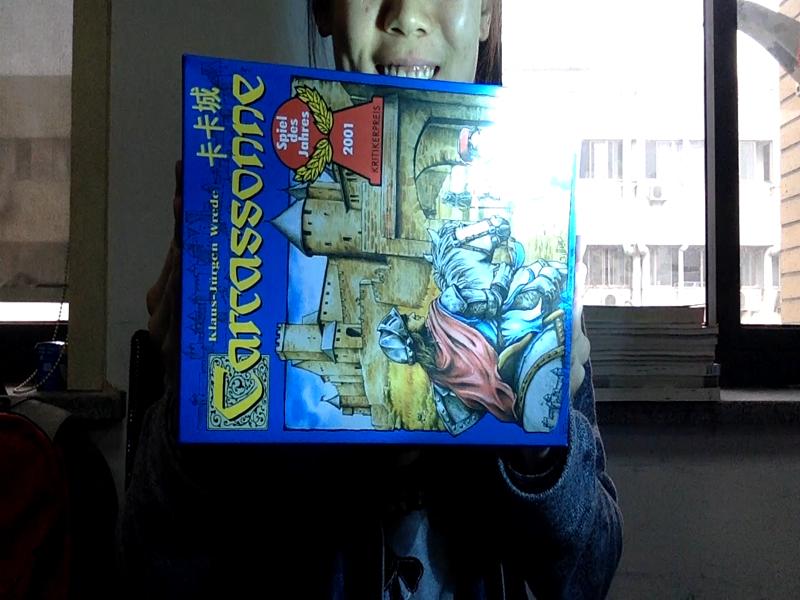 卡卡城
Klaus-Jürgen Wrede
Carcassonne
Spiel
des
Jahres
2001
KRITIKERPREIS